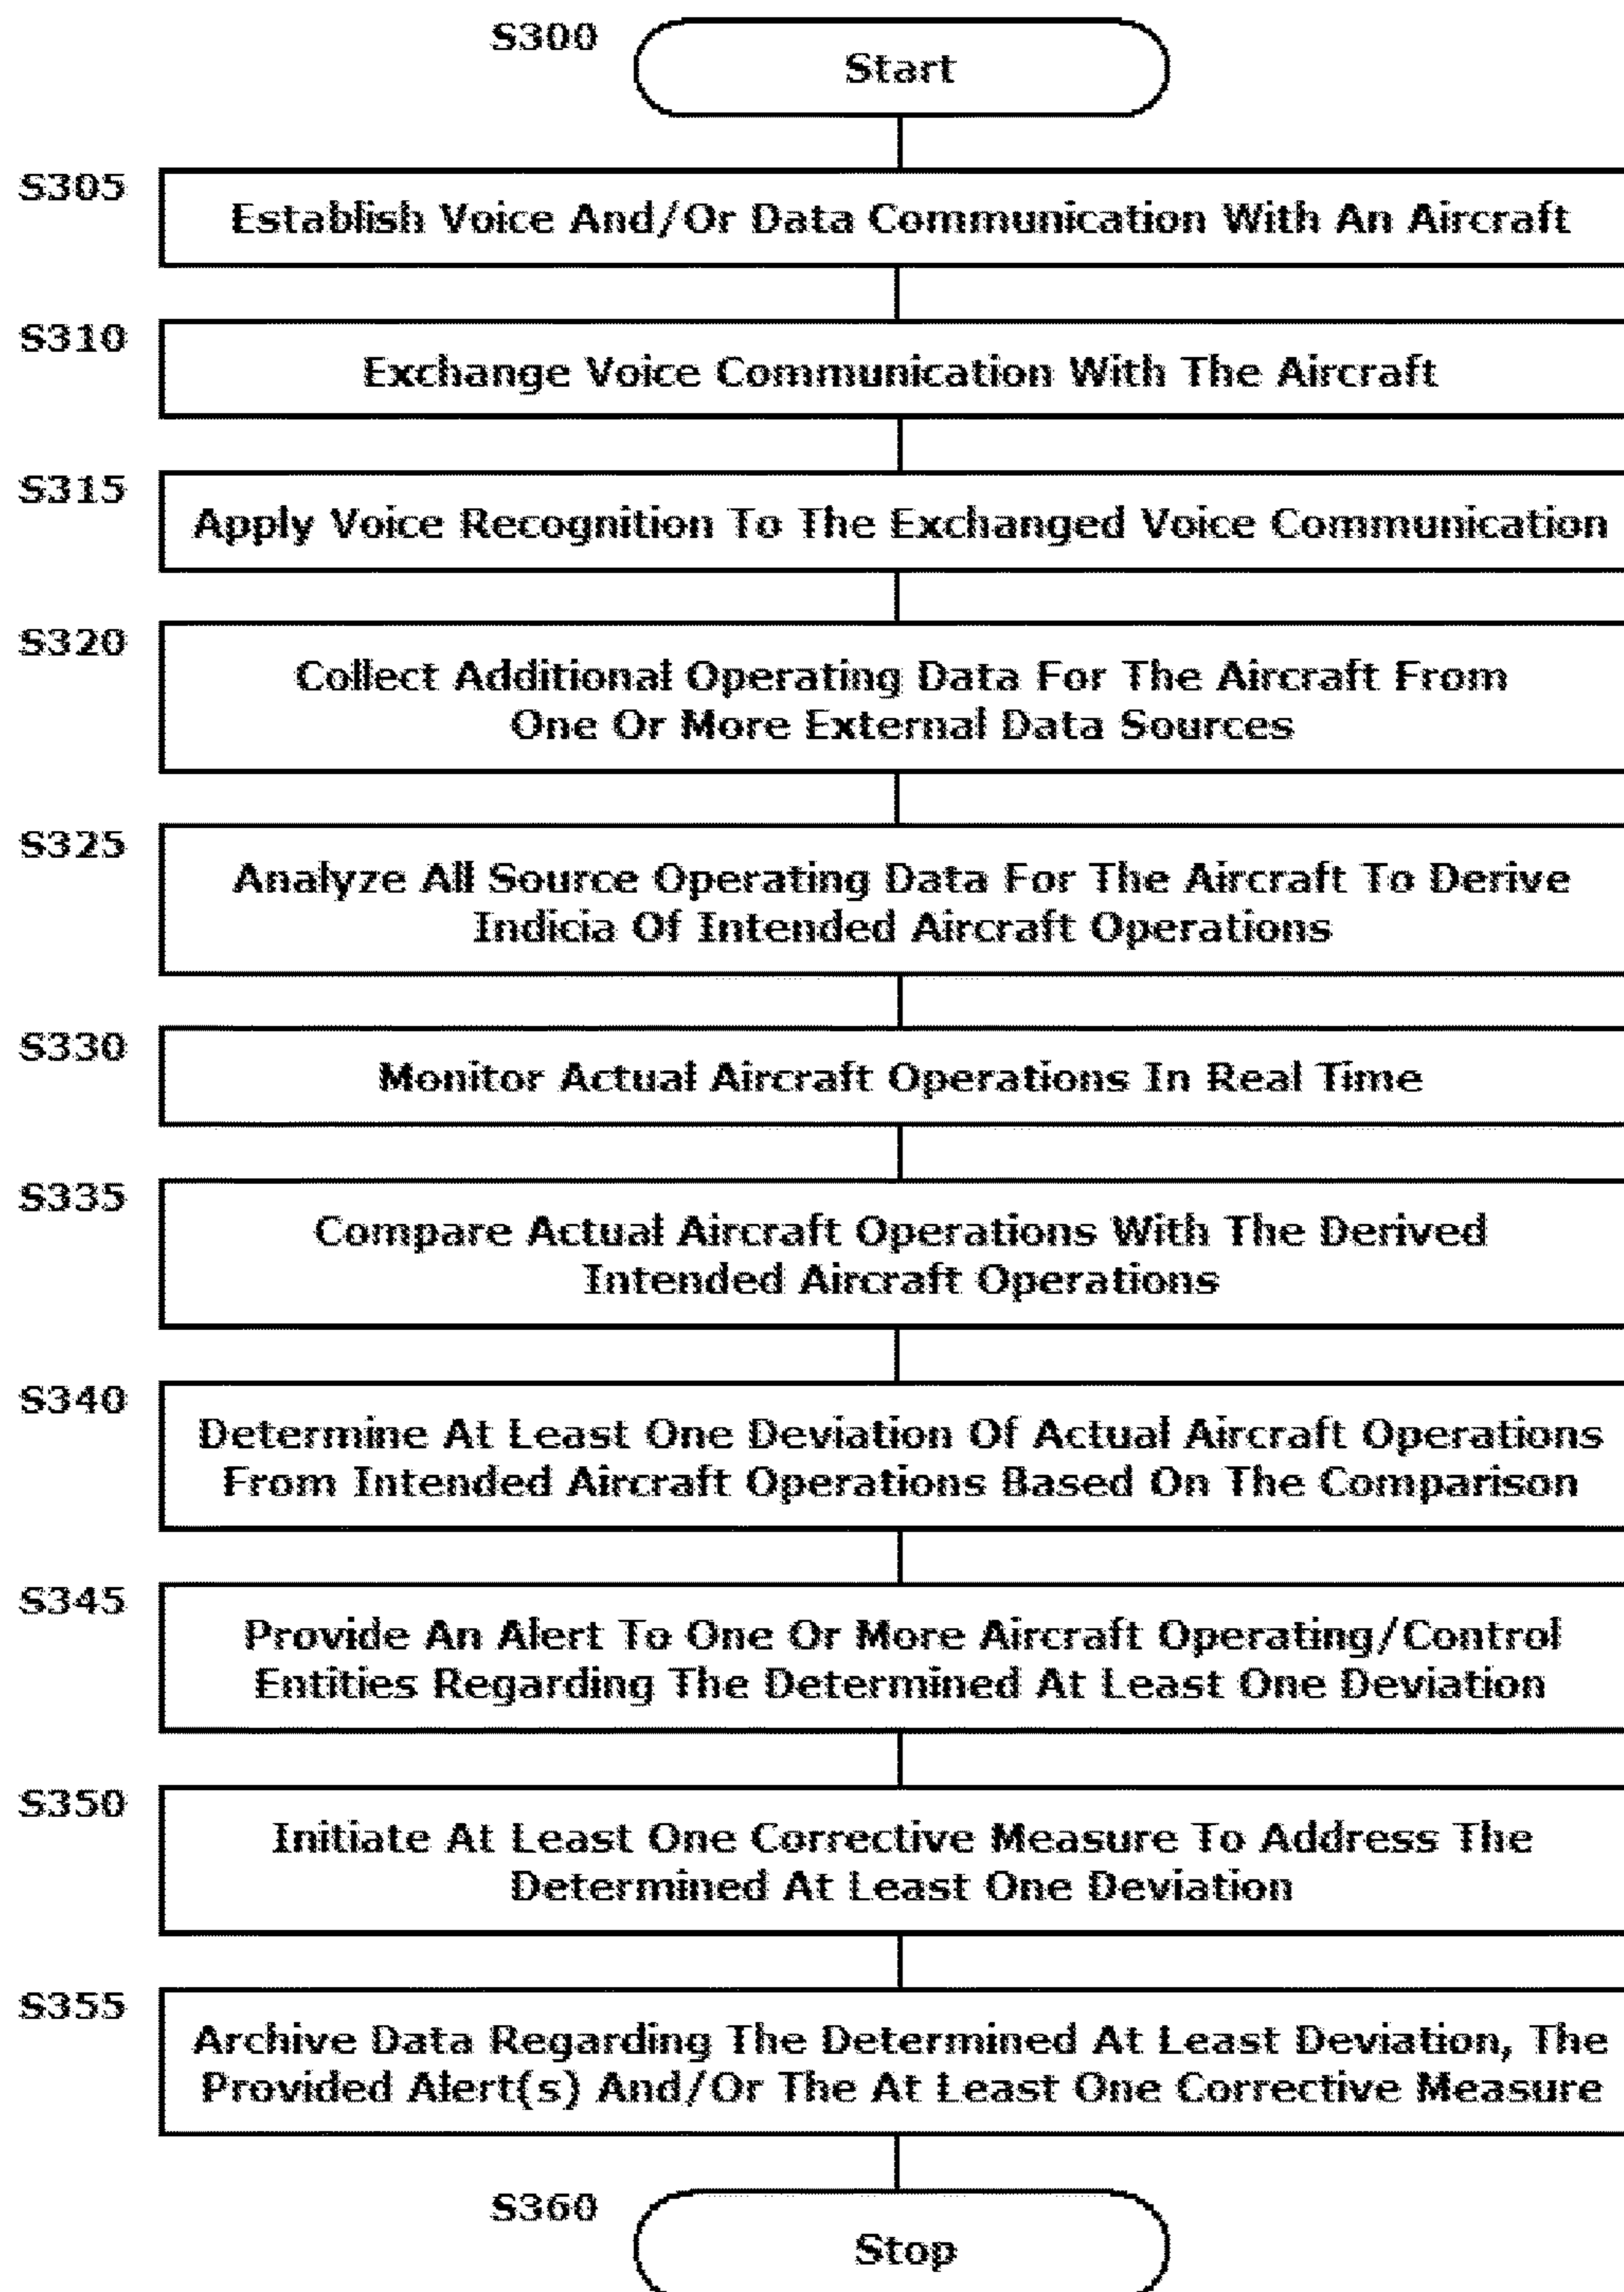 S300
Start
S305
Establish Voice And/Or Data Communication With An Aircraft
S310
Exchange Voice Communication With The Aircraft
S315
Apply Voice Recognition To The Exchanged Voice Communication
S320
Collect Additional Operating Data For The Aircraft From
One Or More External Data Sources
S325
Analyze All Source Operating Data For The Aircraft To Derive
Indicia Of Intended Aircraft Operations
S330
Monitor Actual Aircraft Operations In Real Time
S335
Compare Actual Aircraft Operations With The Derived
Intended Aircraft Operations
S340
Determine At Least One Deviation Of Actual Aircraft Operations
From Intended Aircraft Operations Based On The Comparison
S345
Provide An Alert To One Or More Aircraft Operating/Control
Entities Regarding The Determined At Least One Deviation
S350
Initiate At Least One Corrective Measure To Address The
Determined At Least One Deviation
S355
Archive Data Regarding The Determined At Least Deviation, The
Provided Alert(s) And/Or The At Least One Corrective Measure
S360
Stop